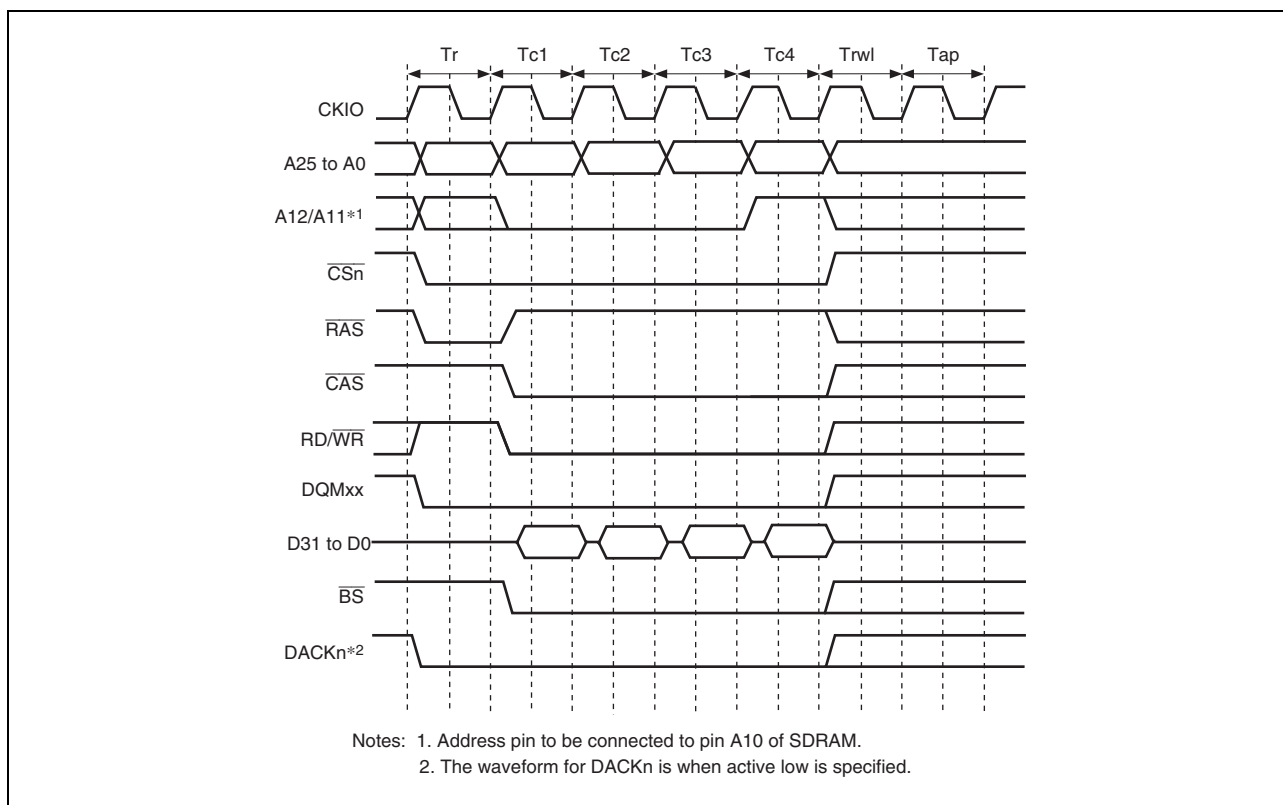 Tr Tc1 Tc2 Tc3 Tc4 Trwl Tap
CKIO
A25 to A0
A12/A11*1
CSn
RAS
CAS
RD/WR
DQMxx
D31 to D0
BS
DACKn*2
Notes: 1. Address pin to be connected to pin A10 of SDRAM.
2. The waveform for DACKn is when active low is specified.